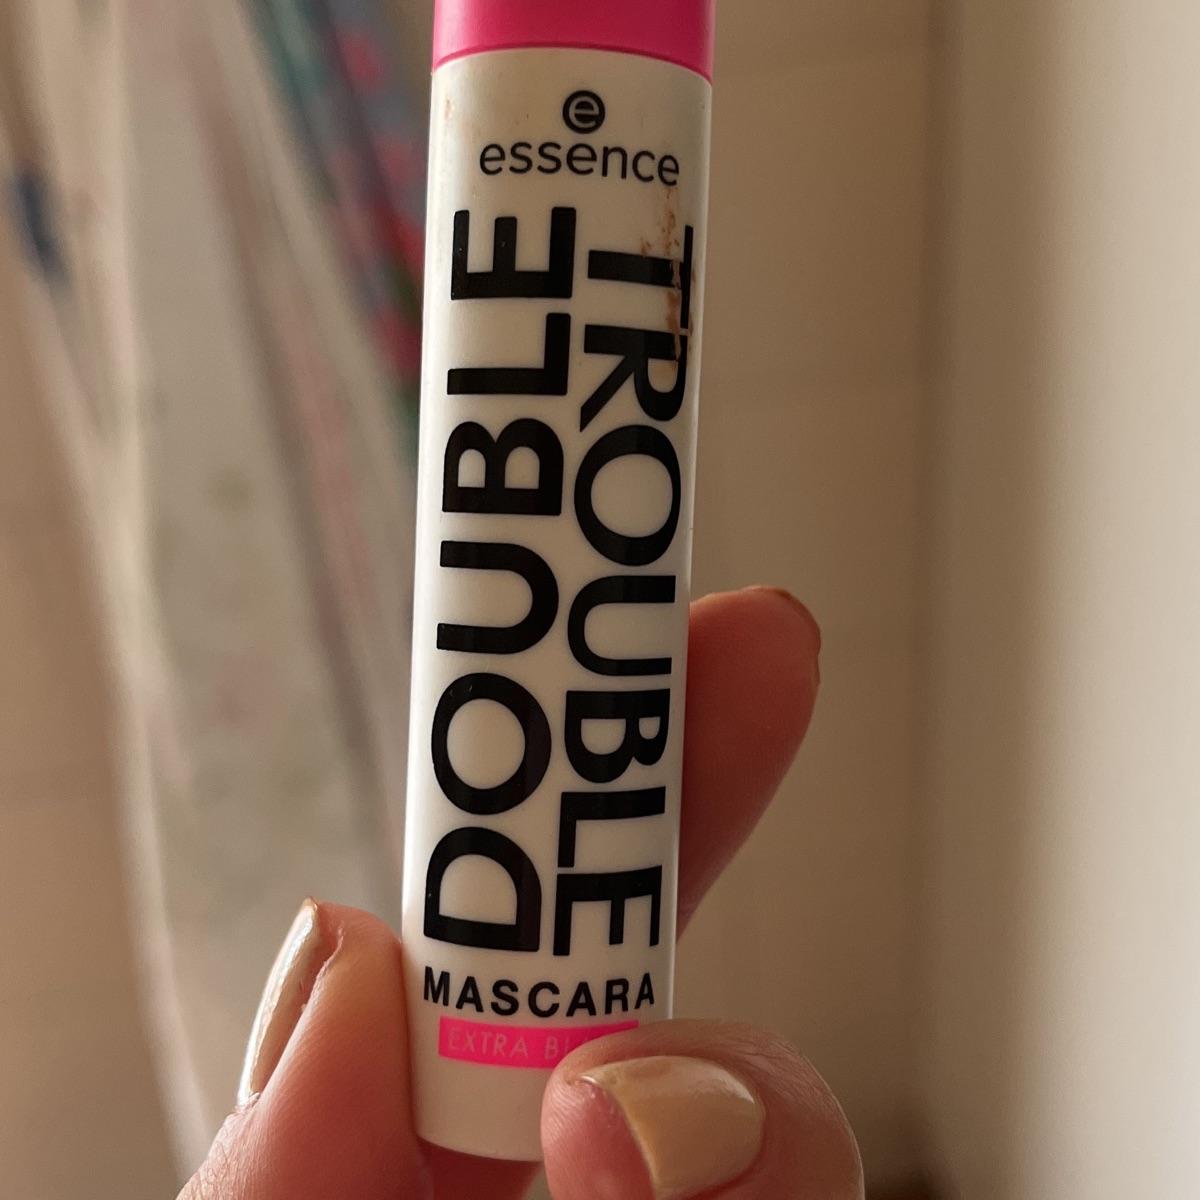 e
essence
DOUBLE
TROUBLE
MASCARA
EXTRA